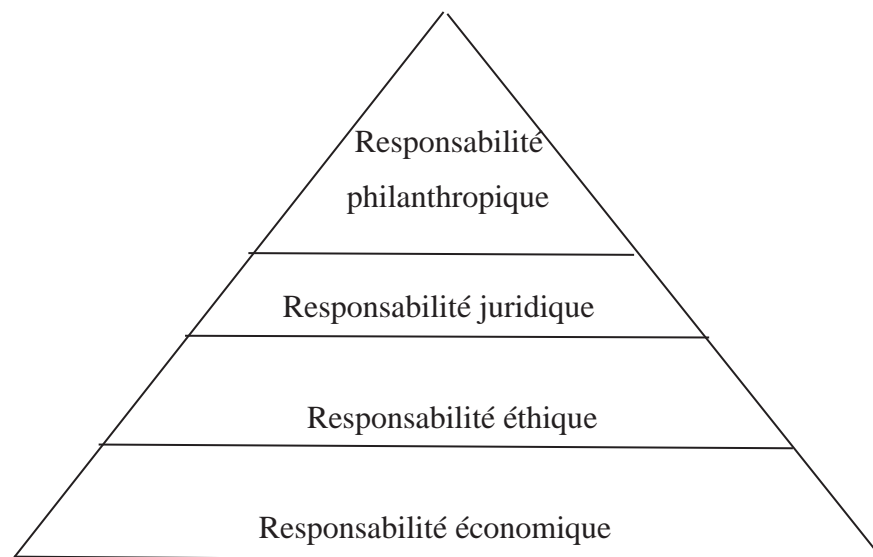 Responsabilité
philanthropique
Responsabilité juridique
Responsabilité éthique
Responsabilité économique